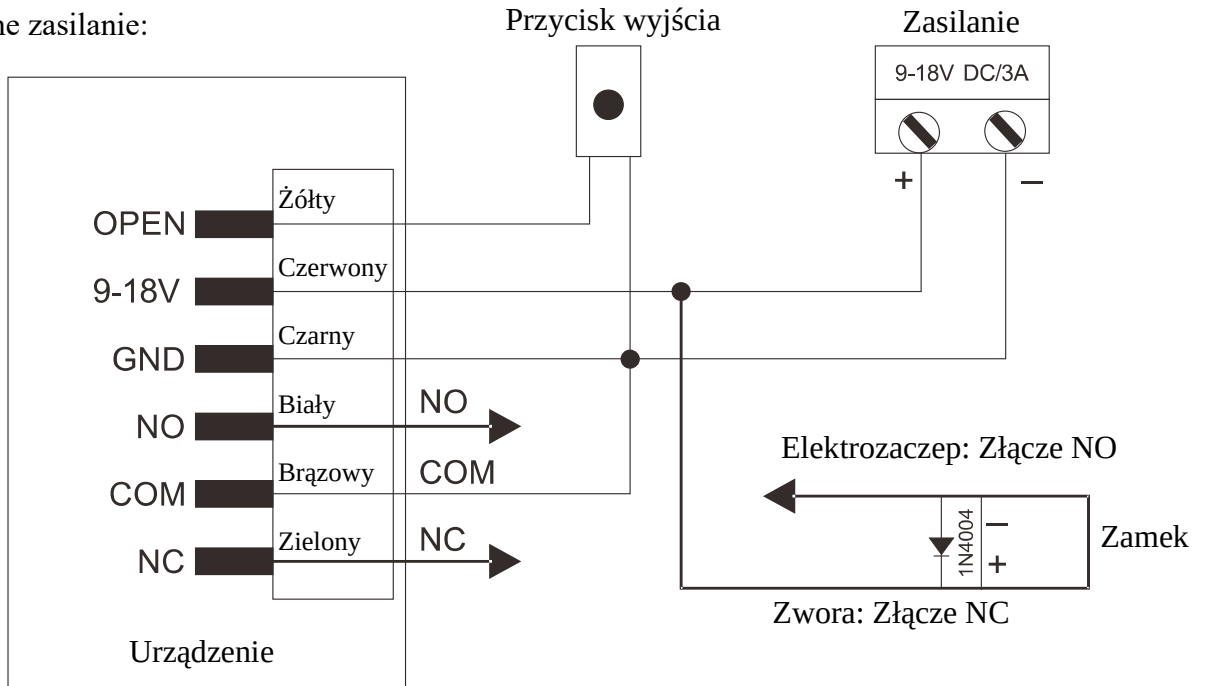 ne zasilanie:
Przycisk wyjścia
Zasilanie
9-18V DC/3A
+
—
OPEN
Żółty
9-18V
Czerwony
GND
Czarny
NO
Biały
NO
COM
Brązowy
COM
NC
Zielony
NC
Elektrozaczep: Złącze NO
1N4004
—
+
Zamek
Zwora: Złącze NC
Urządzenie